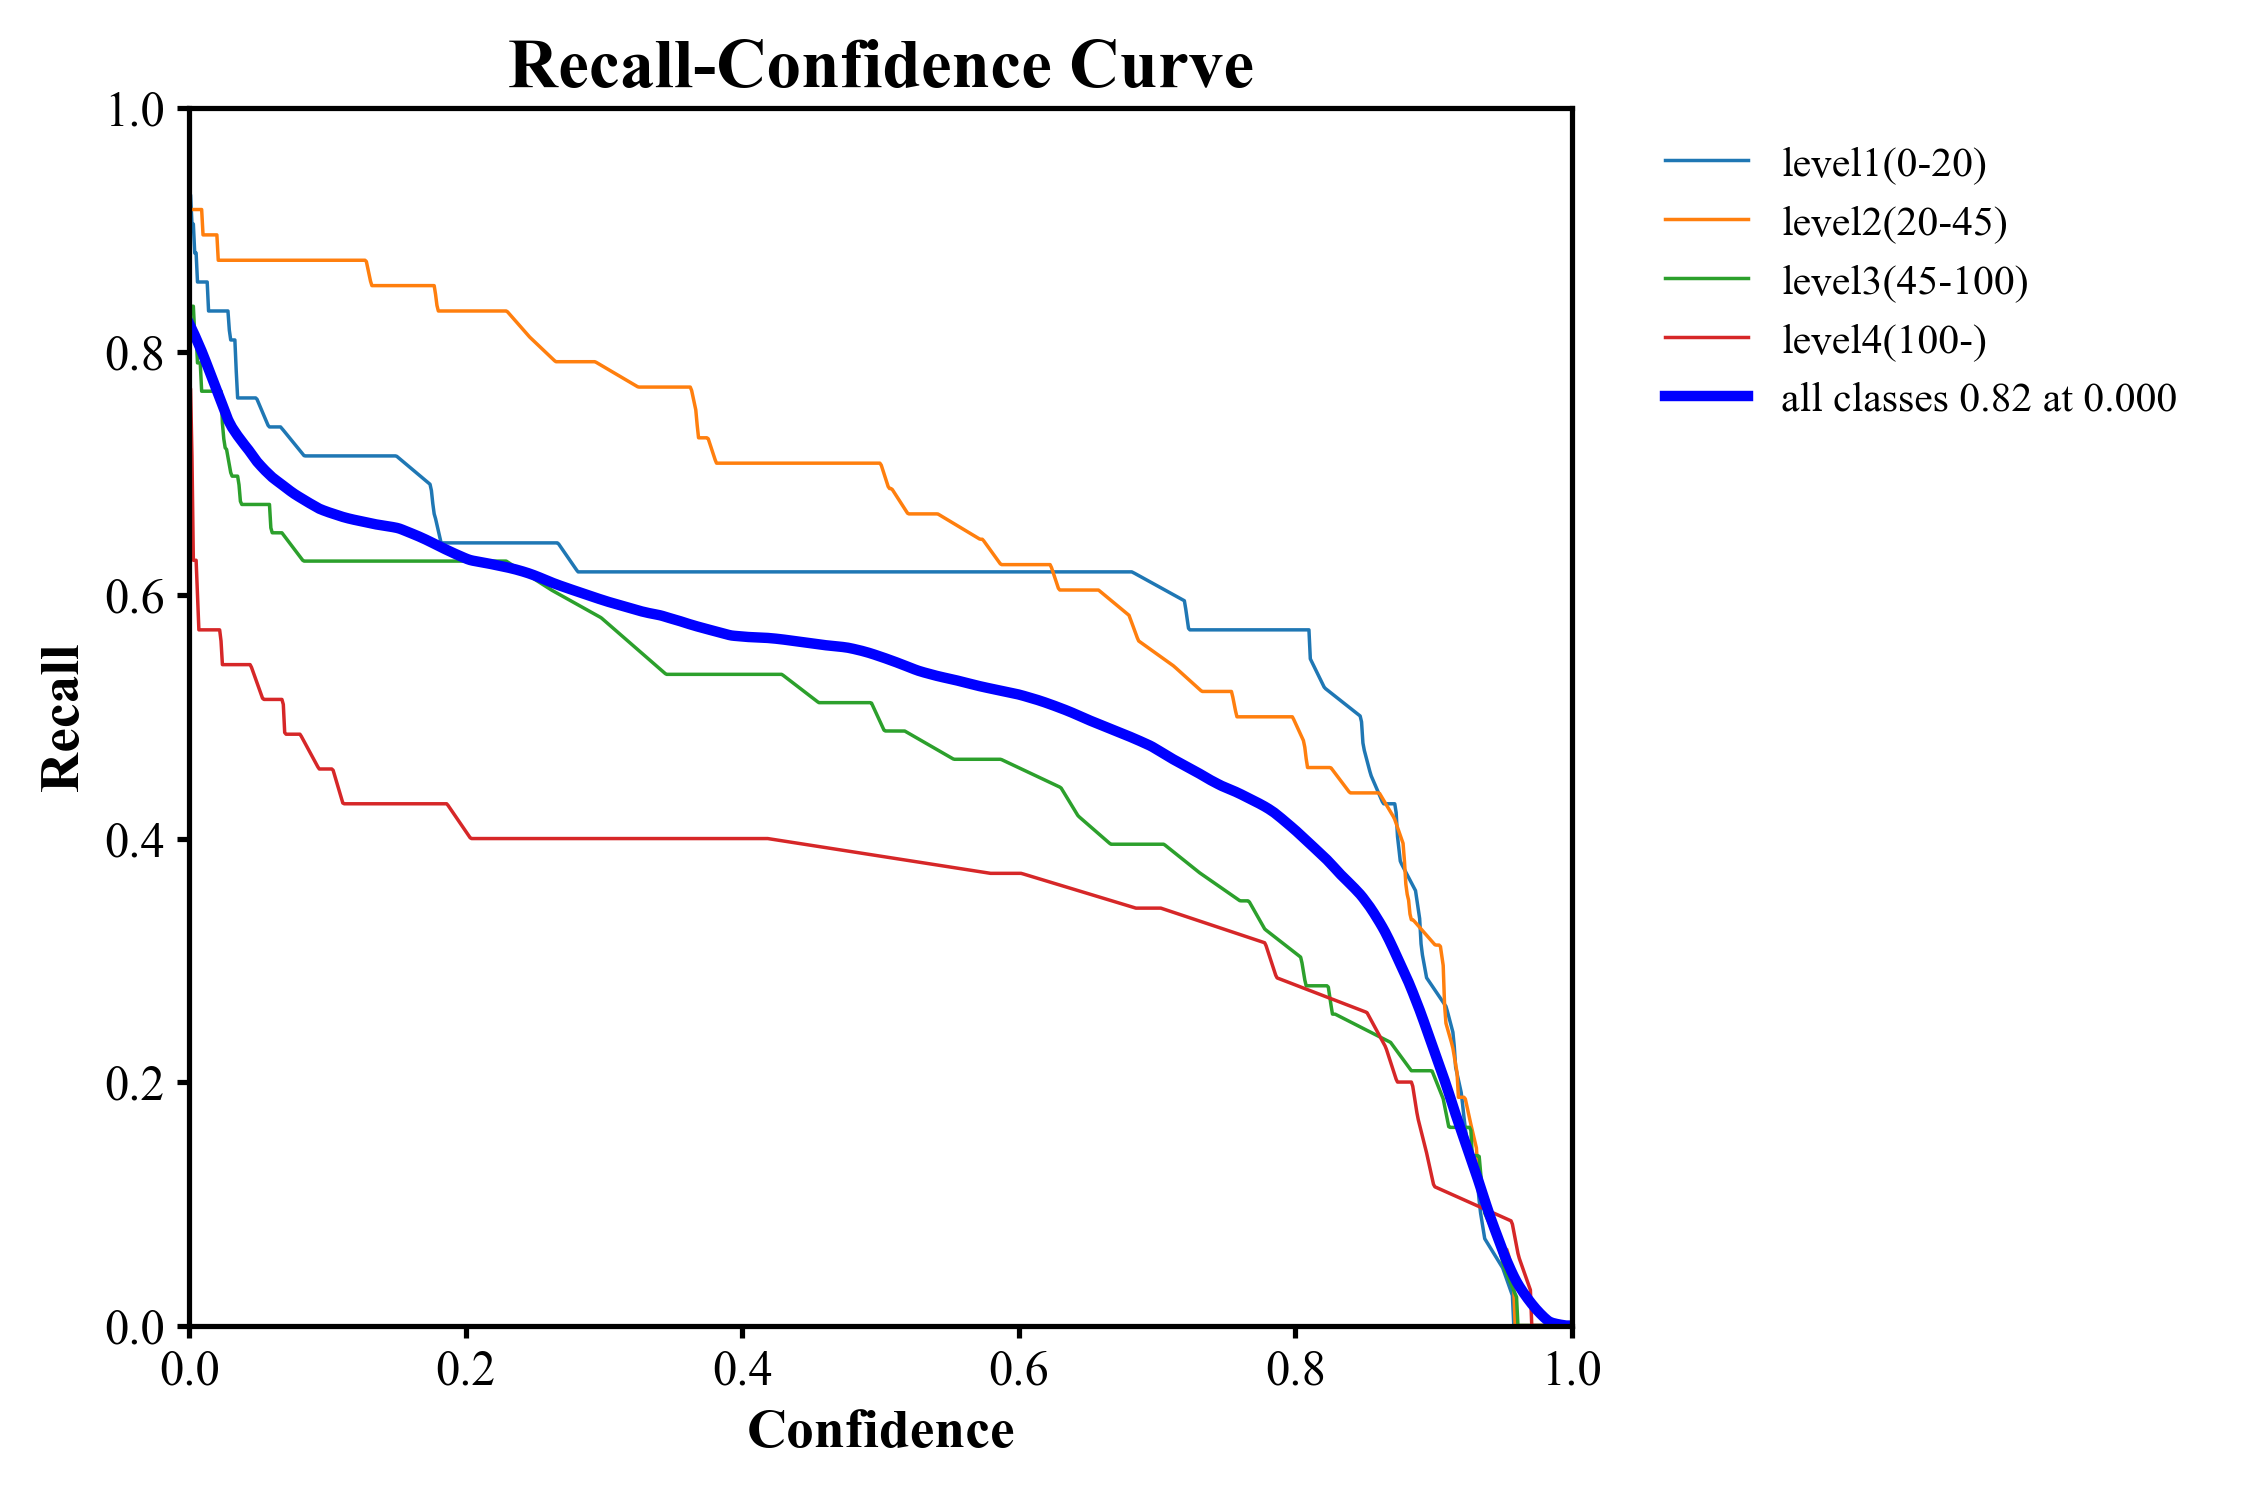 Recall-Confidence Curve
1.0
0.8
0.6
0.4
0.2
0.0
Recall
0.0 0.2 0.4 0.6 0.8 1.0
Confidence
level1(0-20)
level2(20-45)
level3(45-100)
level4(100-)
all classes 0.82 at 0.000